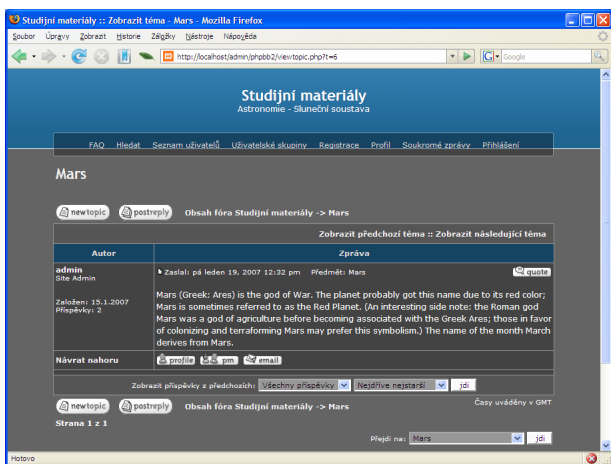 Studijní materiály :: Zobrazit téma - Mars - Mozilla Firefox
Soubor Úpravy Zobrazit Historie Záložky Nástroje Nápověda
http://localhost/admin/phpbb2/viewtopic.php?t=6
Google
Studijní materiály
Astronomie - Sluneční soustava
FAQ Hledat Seznam uživatelů Uživatelské skupiny Registrace Profil Soukromé zprávy Přihlášení
Mars
newtopic postreply Obsah fóra Studijní materiály -> Mars
Zobrazit předchozí téma :: Zobrazit následující téma
Autor Zpráva
admin
Site Admin
Založen: 15.1.2007
Příspěvky: 2
Zaslal: pá leden 19, 2007 12:32 pm Předmět: Mars
quote
Mars (Greek: Ares) is the god of War. The planet probably got this name due to its red color;
Mars is sometimes referred to as the Red Planet. (An interesting side note: the Roman god
Mars was a god of agriculture before becoming associated with the Greek Ares; those in favor
of colonizing and terraforming Mars may prefer this symbolism.) The name of the month March
derives from Mars.
Návrat nahoru profile pm email
Zobrazit příspěvky z předchozích: Všechny příspěvky Nejdříve nejstarší jdi
newtopic postreply Obsah fóra Studijní materiály -> Mars
Časy uváděny v GMT
Strana 1 z 1
Přejdi na: Mars jdi
Hotovo